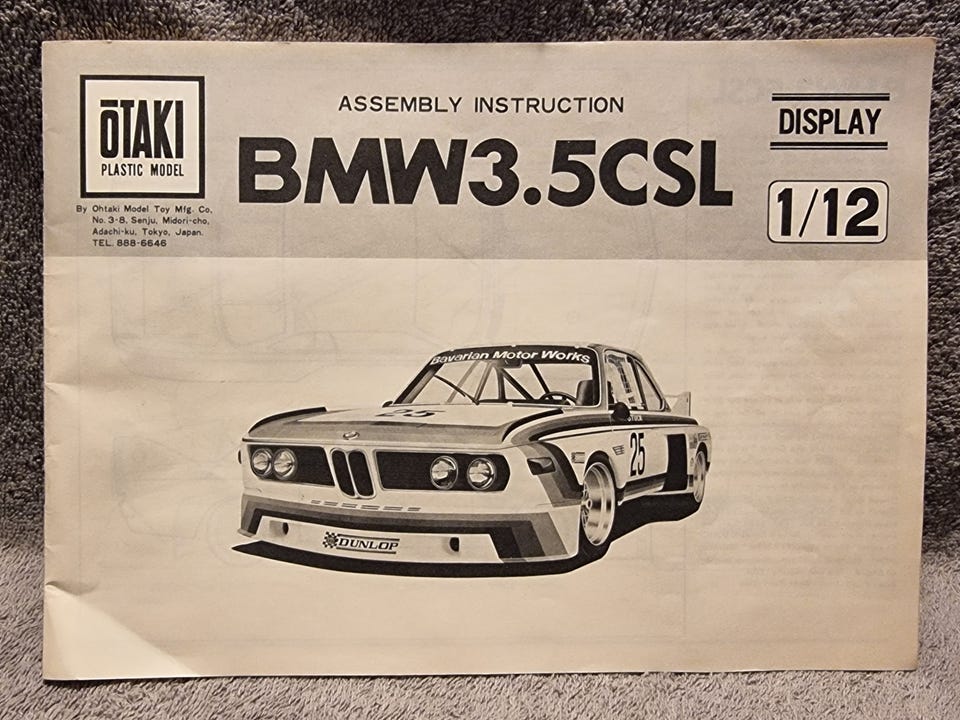 ŌTAKI
PLASTIC MODEL
By Ohtaki Model Toy Mfg. Co.
No. 3-8, Senju, Midori-cho,
Adachi-ku, Tokyo, Japan.
TEL. 888-6646
ASSEMBLY INSTRUCTION
BMW3.5CSL
DISPLAY
1/12
Bavarian Motor Works
25
25
DUNLOP